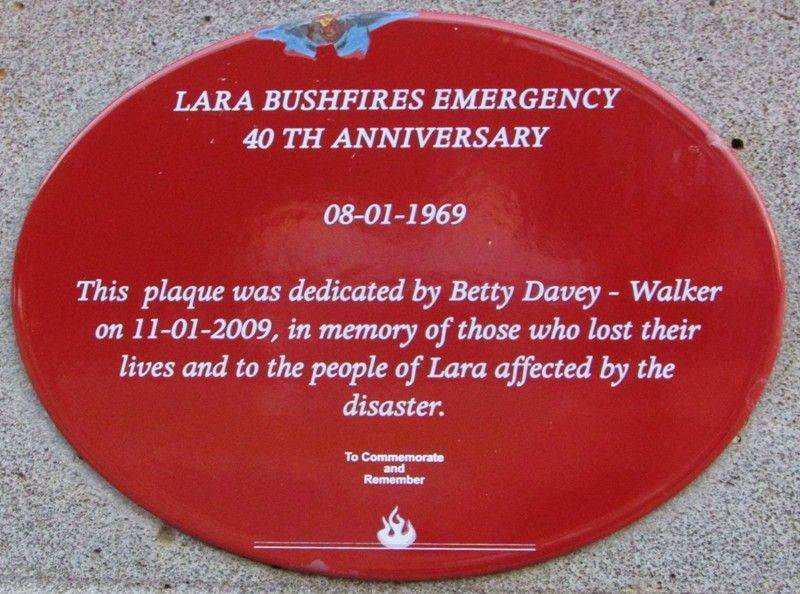 LARA BUSHFIRES EMERGENCY
40 TH ANNIVERSARY
08-01-1969
This plaque was dedicated by Betty Davey - Walker
on 11-01-2009, in memory of those who lost their
lives and to the people of Lara affected by the
disaster.
To Commemorate
and
Remember